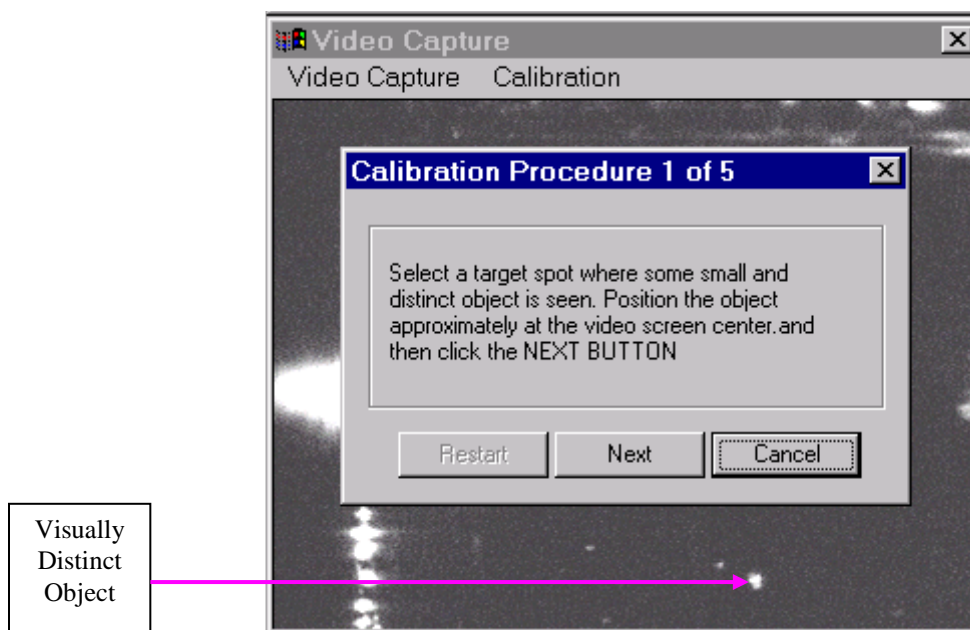 Video Capture
Video Capture Calibration
Calibration Procedure 1 of 5
Select a target spot where some small and
distinct object is seen. Position the object
approximately at the video screen center.and
then click the NEXT BUTTON
Restart Next Cancel
Visually
Distinct
Object